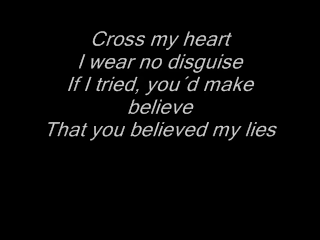 Cross my heart
I wear no disguise
If I tried, you´d make
believe
That you believed my lies